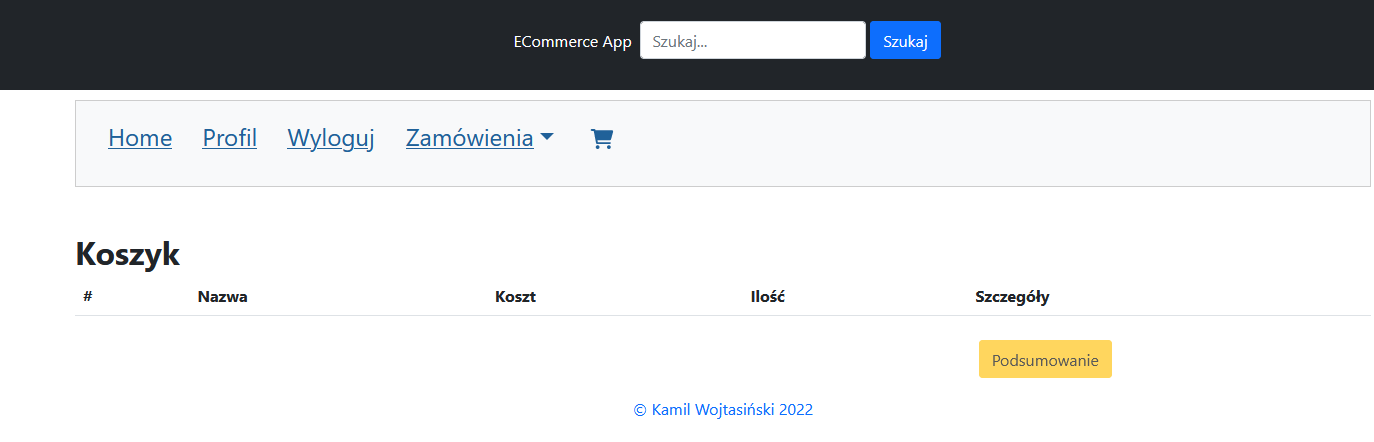 ECommerce App Szukaj... Szukaj
Home Profil Wyloguj Zamówienia
Koszyk
# Nazwa Koszt Ilość Szczegóły
Podsumowanie
© Kamil Wojtasiński 2022